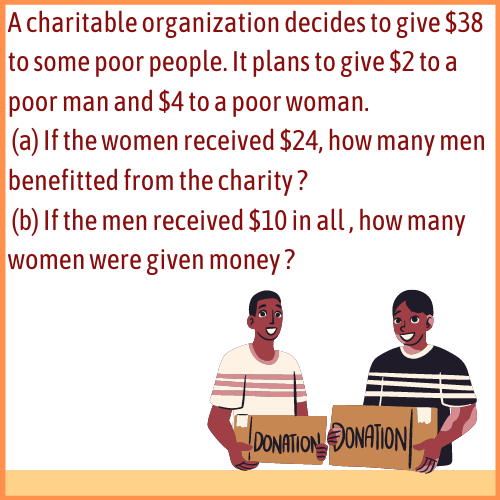 A charitable organization decides to give $38
to some poor people. It plans to give $2 to a
poor man and $4 to a poor woman.
(a) If the women received $24, how many men
benefitted from the charity ?
(b) If the men received $10 in all , how many
women were given money ?
DONATION
DONATION